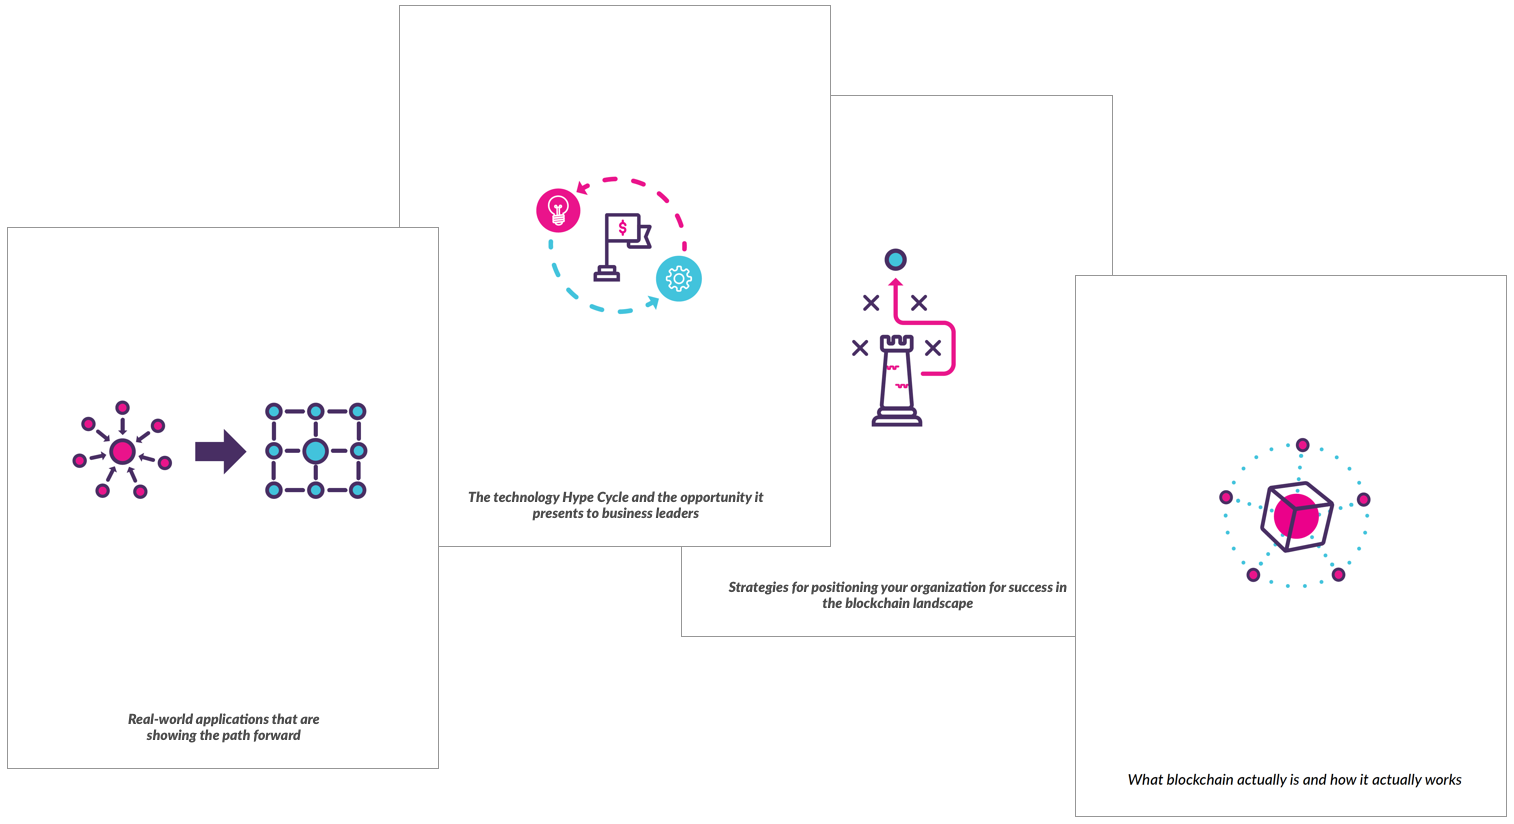 $
The technology Hype Cycle and the opportunity it
presents to business leaders
Strategies for positioning your organization for success in
the blockchain landscape
Real-world applications that are
showing the path forward
What blockchain actually is and how it actually works